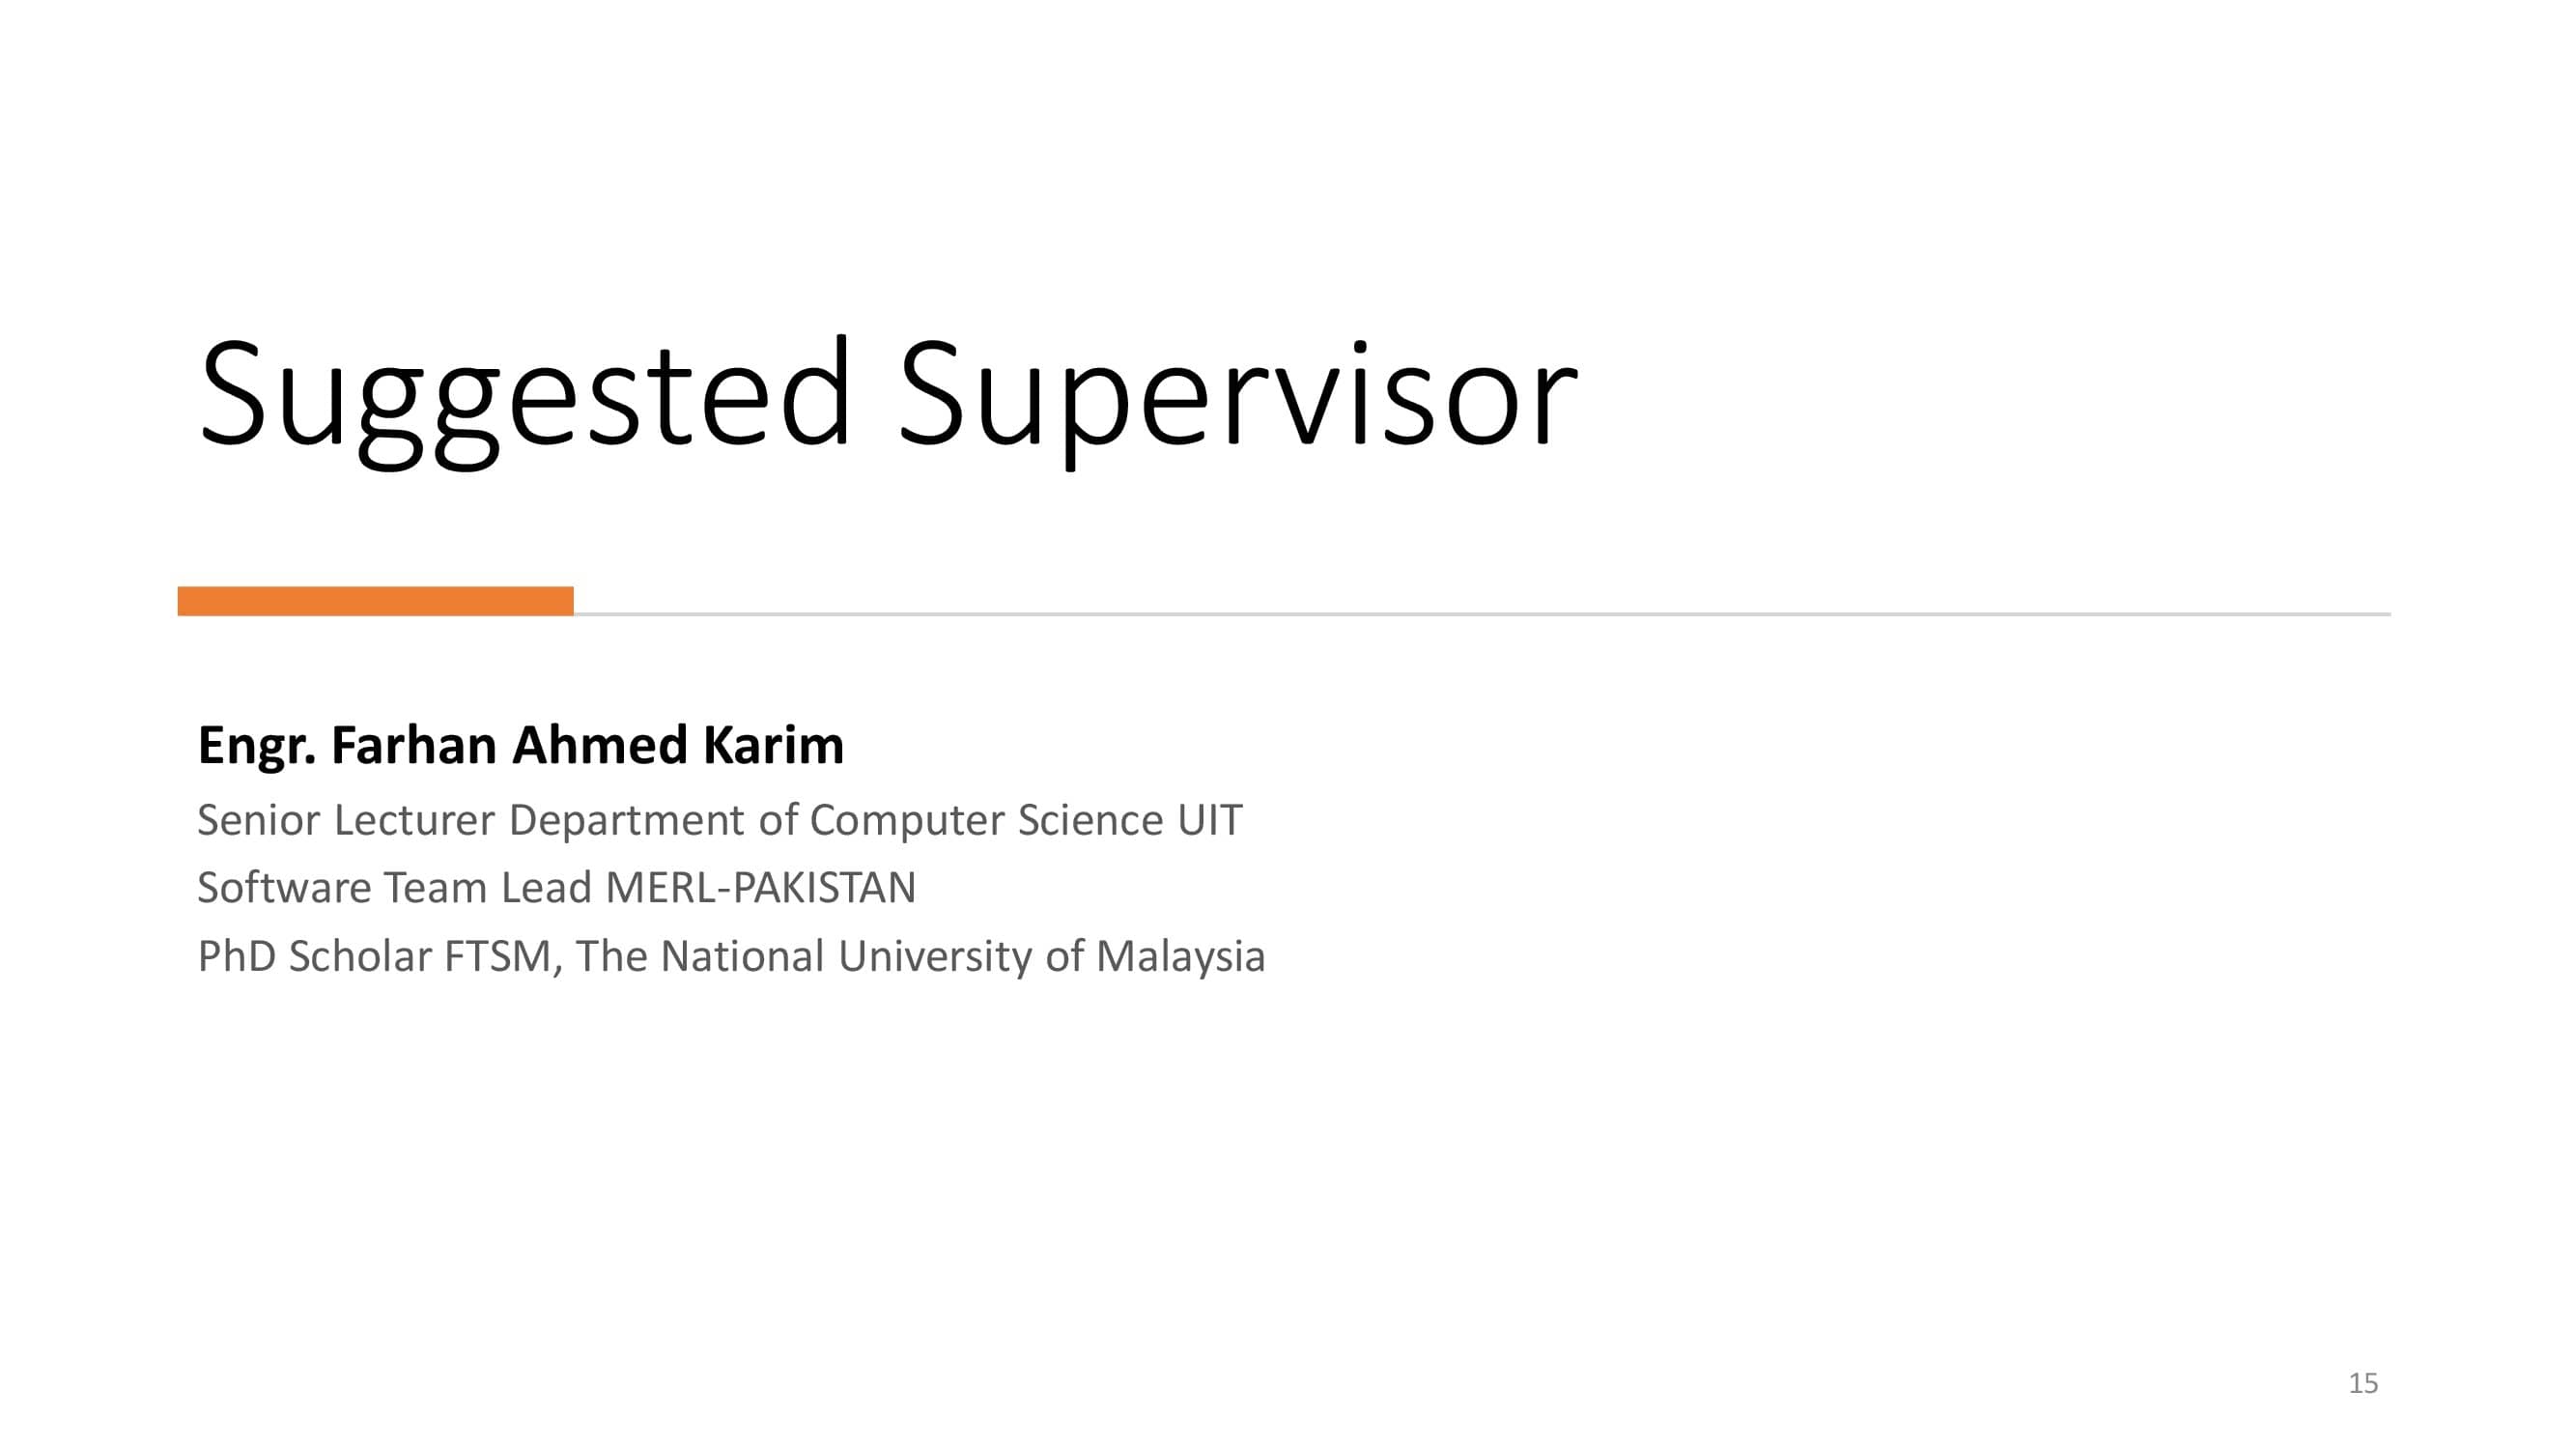 Suggested Supervisor
Engr. Farhan Ahmed Karim
Senior Lecturer Department of Computer Science UIT
Software Team Lead MERL-PAKISTAN
PhD Scholar FTSM, The National University of Malaysia
15